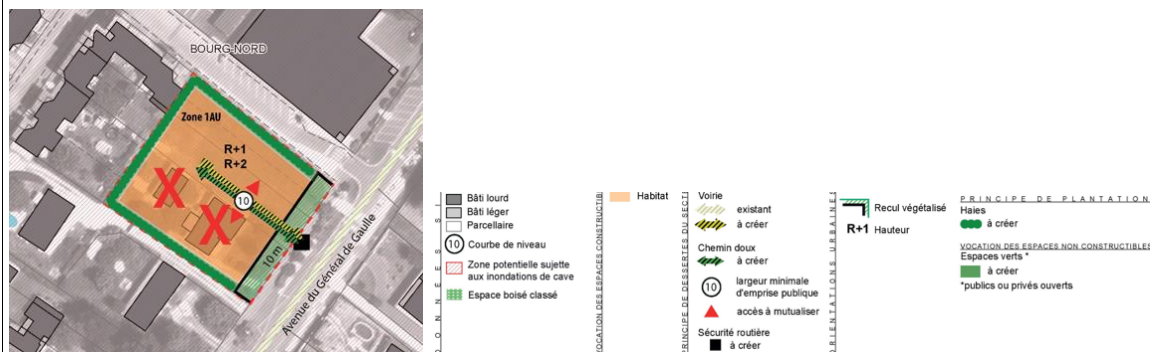 BOURG-NORD
Zone 1AU
R+1
R+2
X
X
10
10 m
Avenue du Général de Gaulle
Bâti lourd
Bâti léger
Parcellaire
10 Courbe de niveau
Zone potentielle sujette
aux inondations de cave
Espace boisé classé
VOCATION DES ESPACES CONSTRUCTIB
Habitat
PRINCIPE DE DESSERTES DU SECT
Voirie
existant
à créer
Chemin doux
à créer
10 largeur minimale
d'emprise publique
accès à mutualiser
Sécurité routière
à créer
ORIENTATIONS URBAINES
Recul végétalisé
R+1 Hauteur
PRINCIPE DE PLANTATION
Haies
à créer
VOCATION DES ESPACES NON CONSTRUCTIBLES
Espaces verts *
à créer
*publics ou privés ouverts